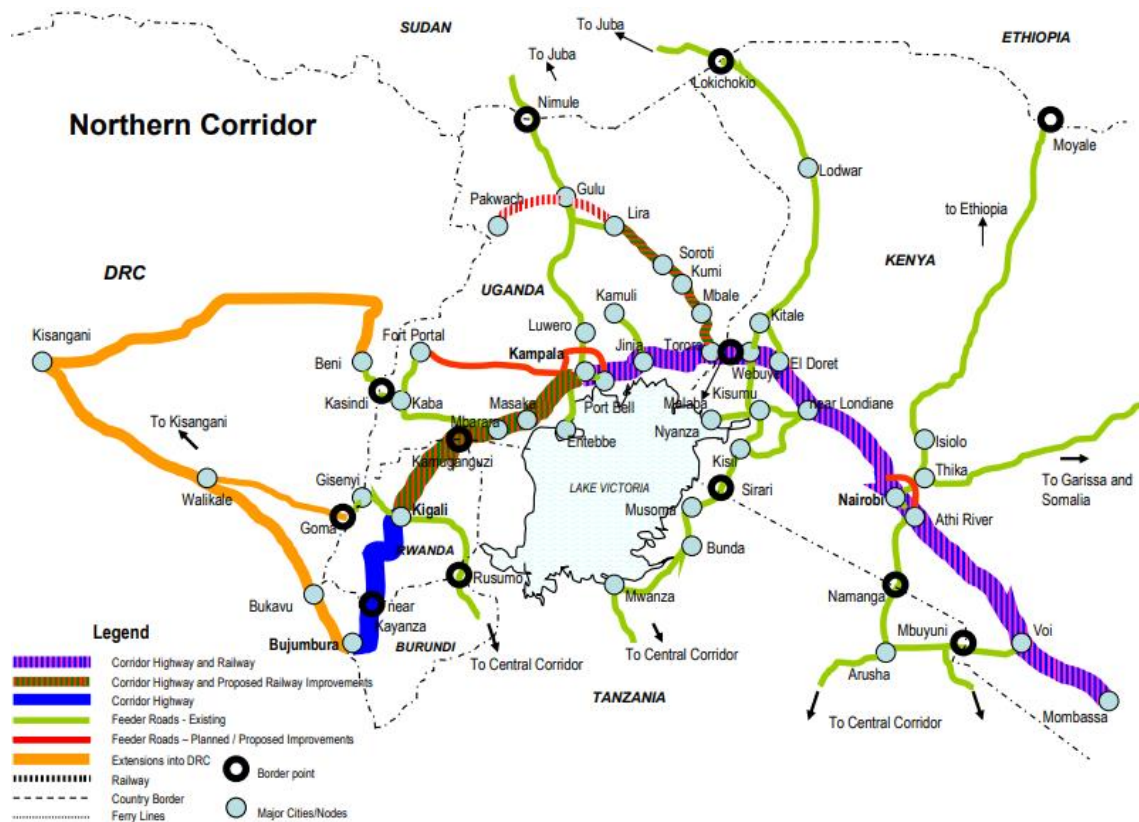 SUDAN
ETHIOPIA
To Juba
To Juba
Lokichokio
Nimule
Northern Corridor
Moyale
Lodwar
Gulu
Pakwach
Lira
to Ethiopia
DRC
Soroti
KENYA
Kumi
UGANDA
Kamuli
Mbale
Kitale
Luwero
Kisangani
Fort Portal
Kampala
Jinja
Tororo
Beni
Webuye
El Doret
Kasindi
Kaba
Masaka
Port Bell
Malaba
Kisumu
near Londiane
To Kisangani
Mbarara
Nyanza
Entebbe
Kamuganguzi
Kisii
Isiolo
Gisenyi
Thika
To Garissa and
Somalia
Walikale
LAKE VICTORIA
Sirari
Nairobi
Kigali
Musoma
Athi River
Goma
RWANDA
Bunda
Rusumo
Mwanza
Namanga
Bukavu
near
Kayanza
Mbuyuni
Voi
Legend
Bujumbura
BURUNDI
To Central Corridor
To Central Corridor
Arusha
Corridor Highway and Railway
Corridor Highway and Proposed Railway Improvements
TANZANIA
Corridor Highway
To Central Corridor
Mombassa
Feeder Roads - Existing
Feeder Roads – Planned / Proposed Improvements
Extensions into DRC
Border point
Railway
Country Border
Major Cities/Nodes
Ferry Lines